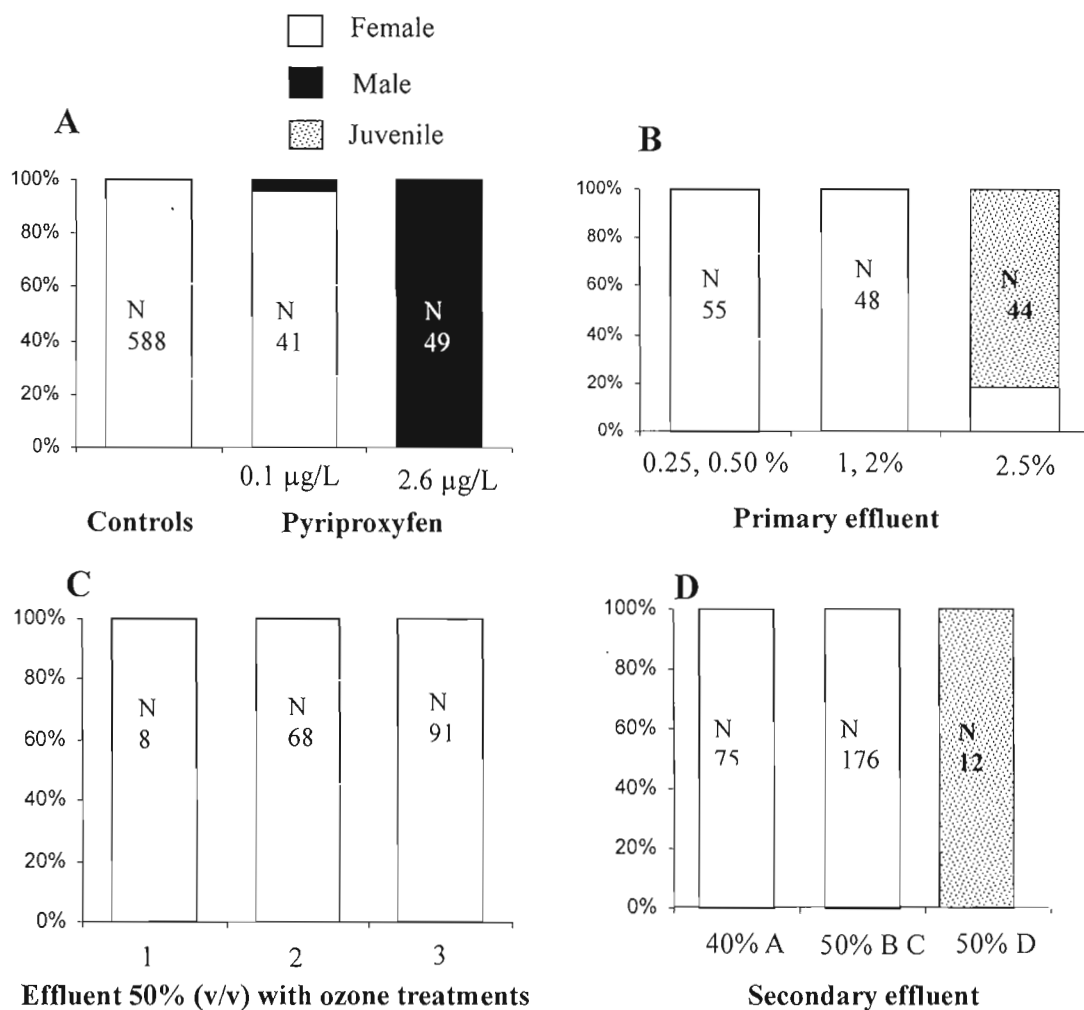 Female
Male
Juvenile
A
100%
80%
60%
40%
20%
0%
N
588
N
41
N
49
0.1 µg/L
2.6 µg/L
Controls
Pyriproxyfen
B
100%
80%
60%
40%
20%
0%
N
55
N
48
N
44
0.25, 0.50 %
1, 2%
2.5%
Primary effluent
C
100%
80%
60%
40%
20%
0%
N
8
N
68
N
91
1
2
3
Effluent 50% (v/v) with ozone treatments
D
100%
80%
60%
40%
20%
0%
N
75
N
176
N
12
40% A
50% B C
50% D
Secondary effluent